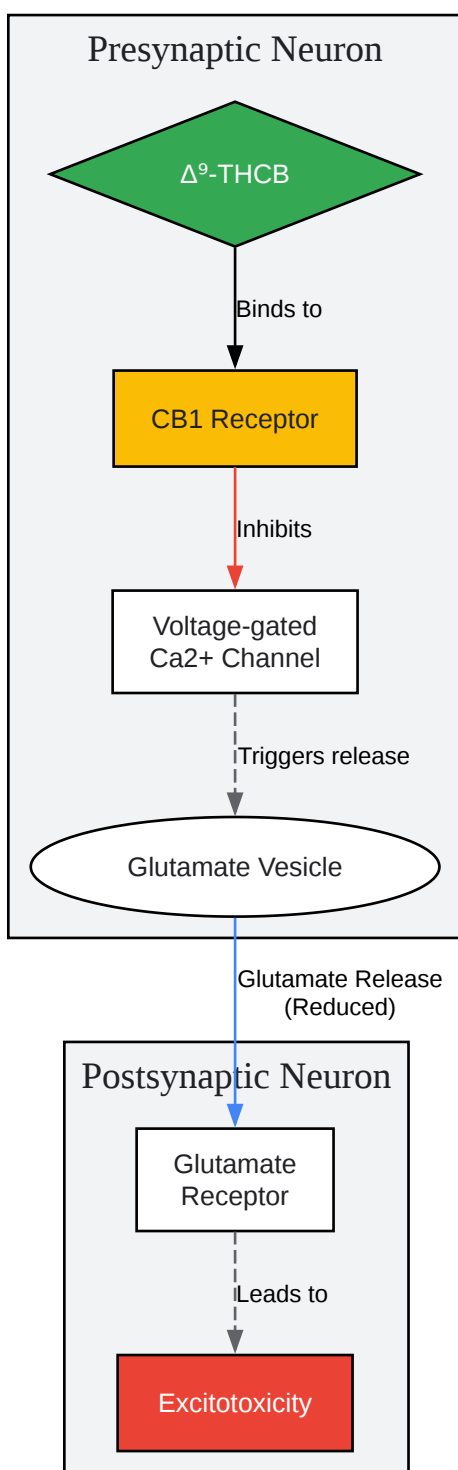 Presynaptic Neuron
Δ⁹-THCB
Binds to
CB1 Receptor
Inhibits
Voltage-gated
Ca2+ Channel
Triggers release
Glutamate Vesicle
Glutamate Release
(Reduced)
Postsynaptic Neuron
Glutamate
Receptor
Leads to
Excitotoxicity